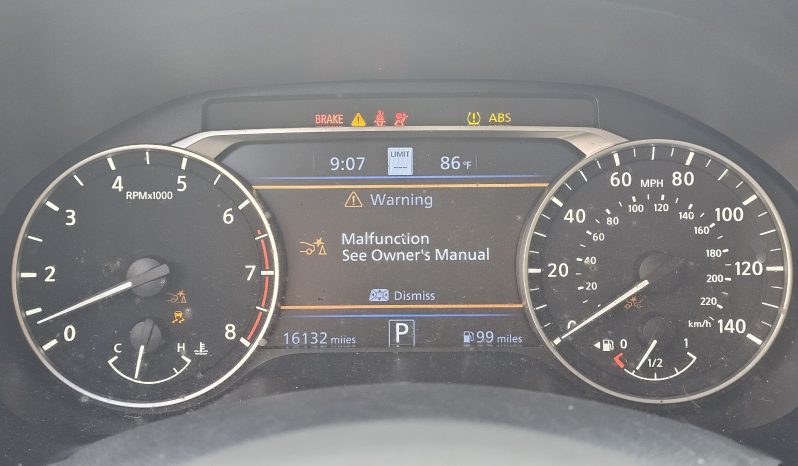 BRAKE ABS
9:07 LIMIT 86°F
Warning
Malfunction
See Owner's Manual
Dismiss
16132 miles P 99 miles
RPMx1000
0 1 2 3 4 5 6 7 8
C H
MPH
0 20 40 60 80 100 120 140
20 40 60 80 100 120 140 160 180 200 220
km/h
0 1/2 1